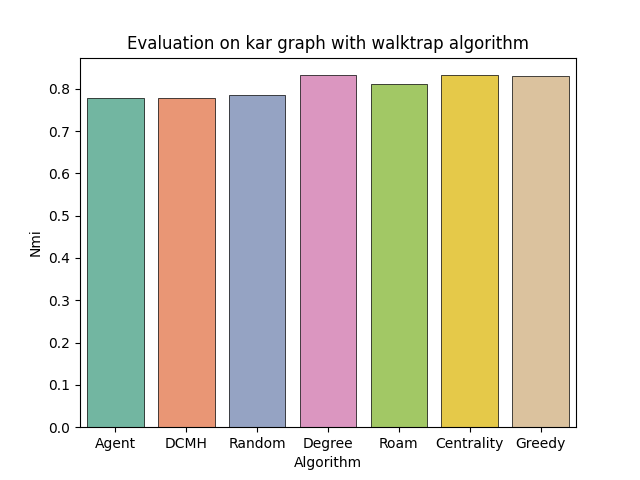 Evaluation on kar graph with walktrap algorithm
0.8
0.7
0.6
0.5
0.4
0.3
0.2
0.1
0.0
Nmi
Agent DCMH Random Degree Roam Centrality Greedy
Algorithm